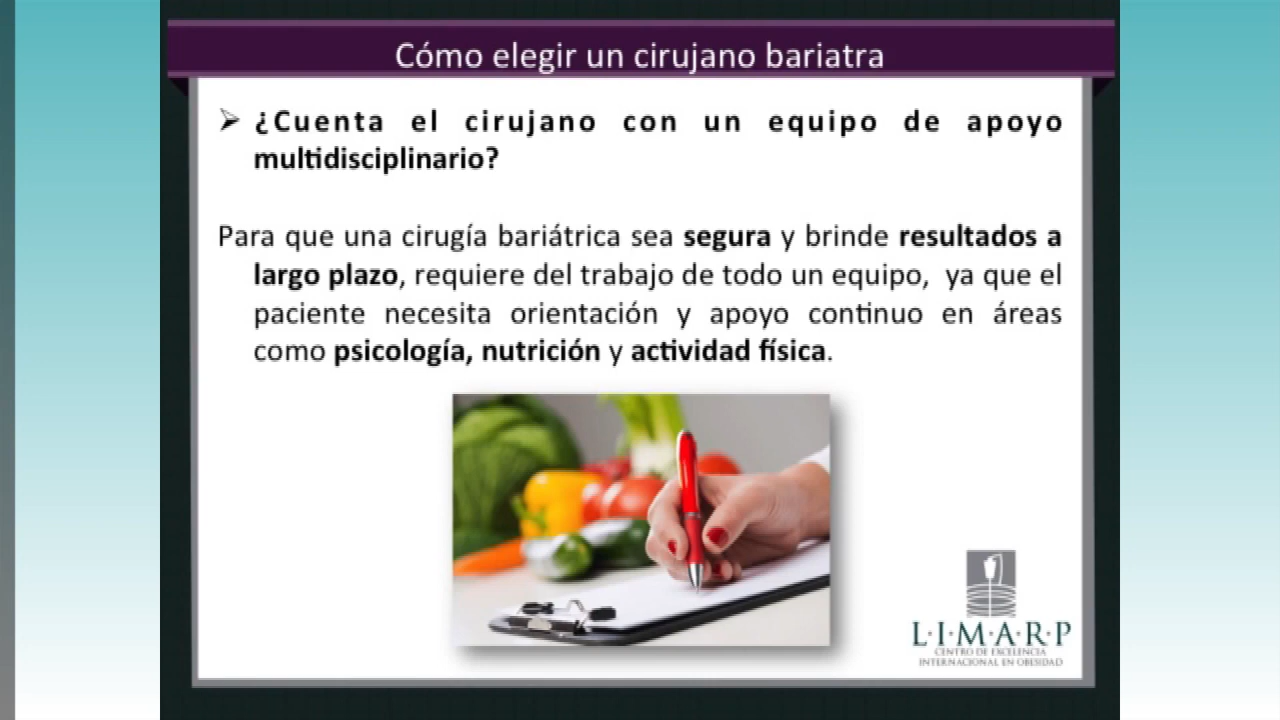 Cómo elegir un cirujano bariatra
➢ ¿Cuenta el cirujano con un equipo de apoyo
multidisciplinario?
Para que una cirugía bariátrica sea segura y brinde resultados a
largo plazo, requiere del trabajo de todo un equipo, ya que el
paciente necesita orientación y apoyo continuo en áreas
como psicología, nutrición y actividad física.
L·I·M·A·R·P
CENTRO DE EXCELENCIA
INTERNACIONAL EN OBESIDAD